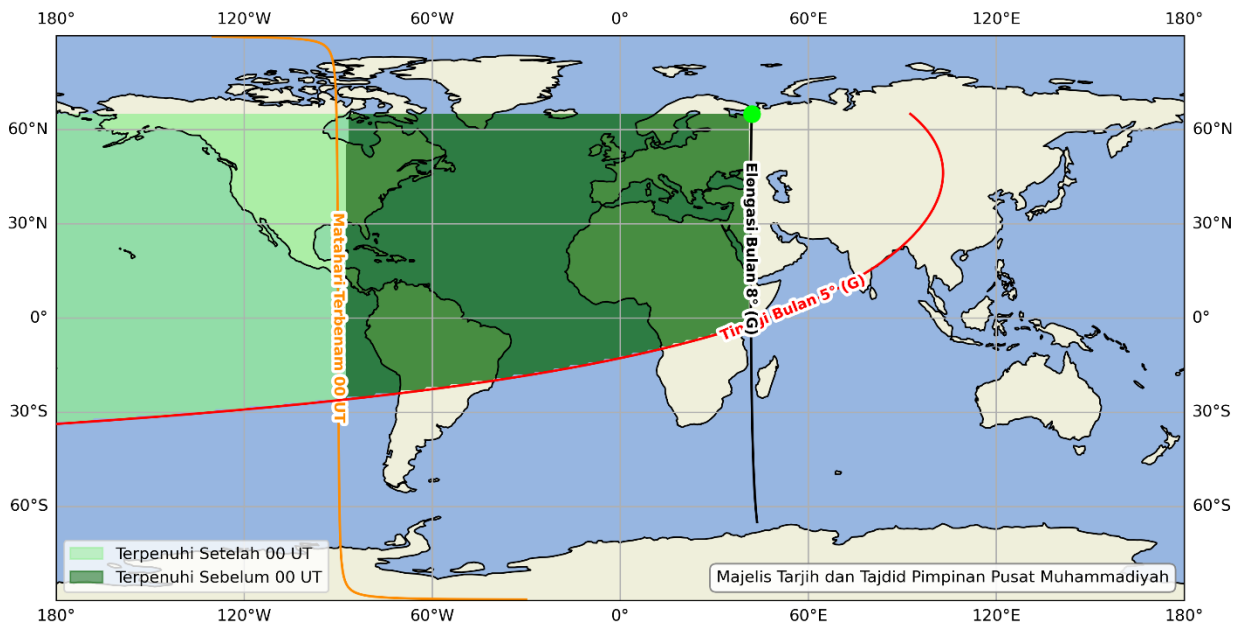 180° 120°W 60°W 0° 60°E 120°E 180°
60°N 60°N
30°N 30°N
0° 0°
30°S 30°S
60°S 60°S
Matahari Terbenam 00 UT
Elongasi Bulan 8° (G)
Tinggi Bulan 5° (G)
Terpenuhi Setelah 00 UT
Terpenuhi Sebelum 00 UT
Majelis Tarjih dan Tajdid Pimpinan Pusat Muhammadiyah
180° 120°W 60°W 0° 60°E 120°E 180°